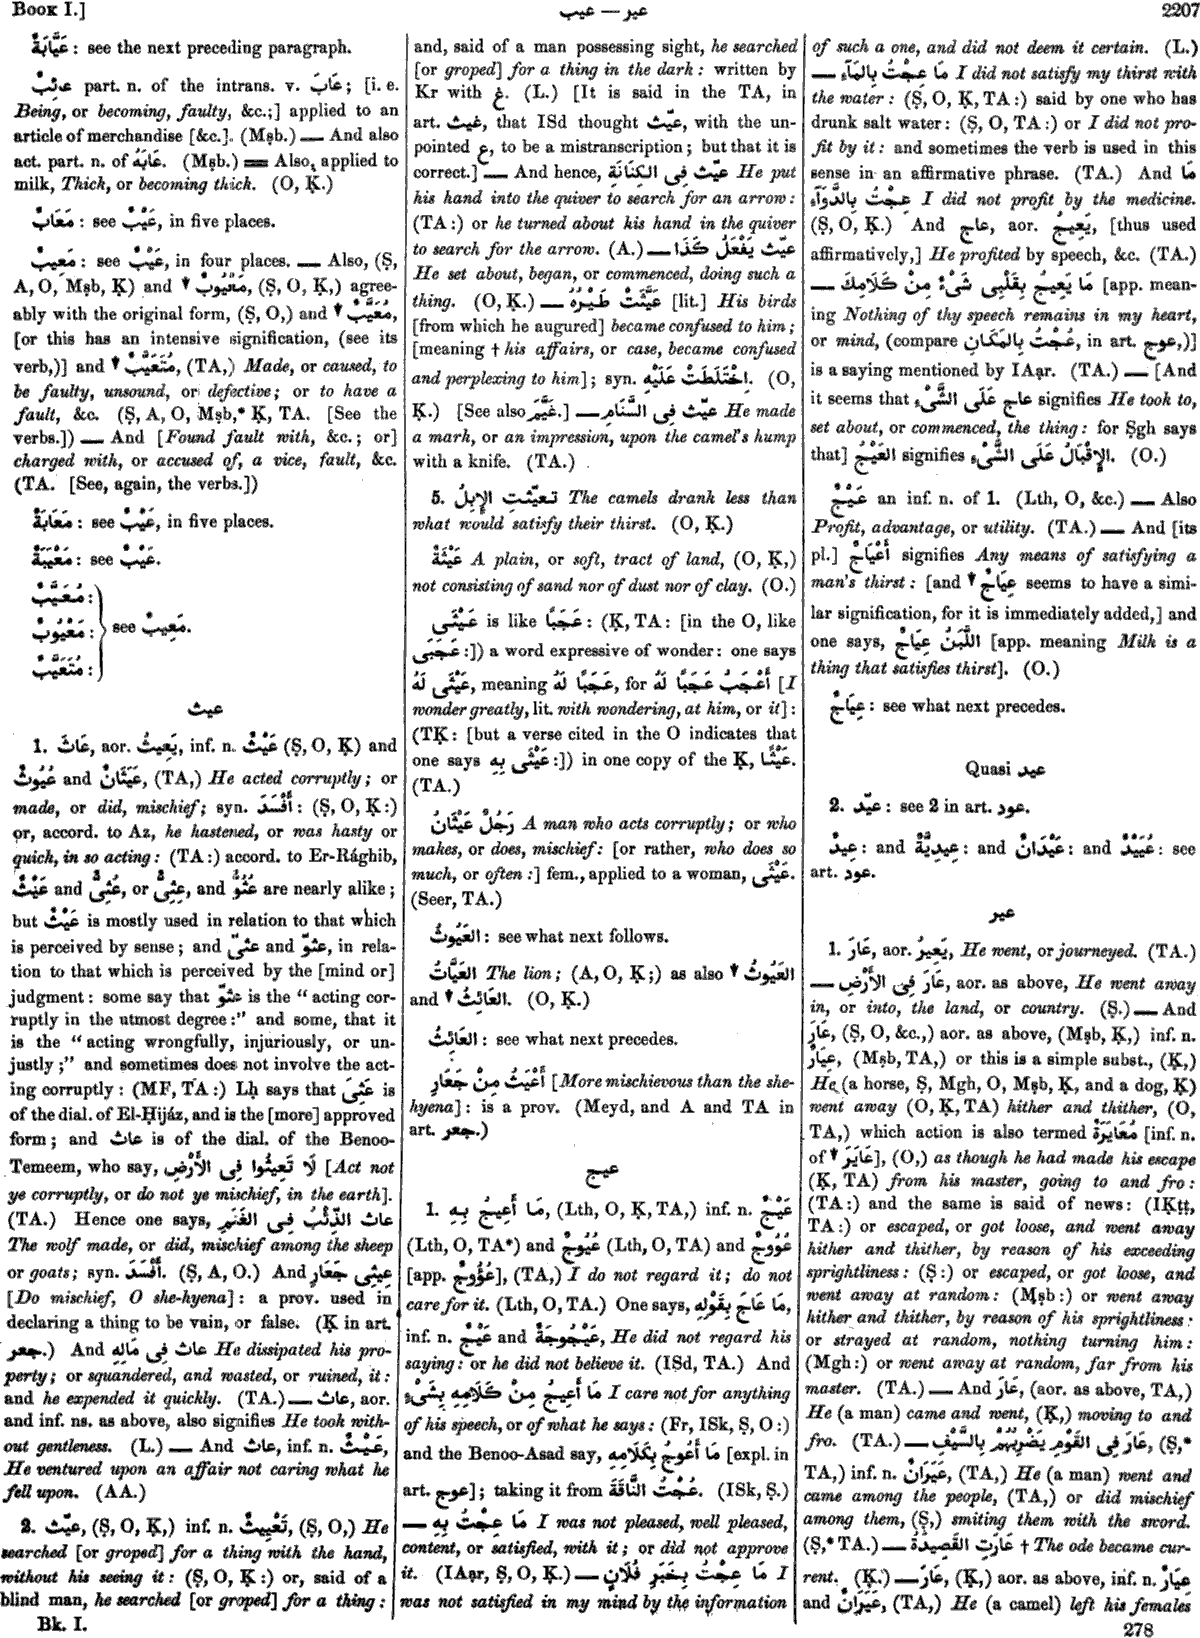 Book I.]
عيب — عير
2207
عَيَّابَةٌ : see the next preceding paragraph.
عَائِبٌ part. n. of the intrans. v. عَابَ; [i. e.
Being, or becoming, faulty, &c.;] applied to an
article of merchandise [&c.]. (Mṣb.) — And also
act. part. n. of عَابَهُ. (Mṣb.) = Also, applied to
milk, Thick, or becoming thick. (O, Ḳ.)
مَعَابٌ : see عَيْبٌ, in five places.
مَعِيبٌ : see عَيْبٌ, in four places. — Also, (Ṣ,
A, O, Mṣb, Ḳ) and ▼ مَعْيُوبٌ, (Ṣ, O, Ḳ,) agree-
ably with the original form, (Ṣ, O,) and ▼ مُعَيَّبٌ,
[or this has an intensive signification, (see its
verb,)] and ▼ مُتَعَيَّبٌ, (TA,) Made, or caused, to
be faulty, unsound, or defective; or to have a
fault, &c. (Ṣ, A, O, Mṣb,* Ḳ, TA. [See the
verbs.]) — And [Found fault with, &c.; or]
charged with, or accused of, a vice, fault, &c.
(TA. [See, again, the verbs.])
مَعَابَةٌ : see عَيْبٌ, in five places.
مَعْيَبَةٌ : see عَيْبٌ.
مُعَيَّبٌ :
مَعْيُوبٌ : see مَعِيبٌ.
مُتَعَيَّبٌ :
عيث
1. عَاثَ, aor. يَعِيثُ, inf. n. عَيْثٌ (Ṣ, O, Ḳ) and
عُيُوثٌ and عَيَثَانٌ, (TA,) He acted corruptly; or
made, or did, mischief; syn. أَفْسَدَ : (Ṣ, O, Ḳ:)
or, accord. to Az, he hastened, or was hasty or
quick, in so acting: (TA:) accord. to Er-Rághib,
عَيْثٌ and عِثِىٌّ, or عُثِىٌّ, and عُثُوٌّ are nearly alike;
but عَيْثٌ is mostly used in relation to that which
is perceived by sense; and عثىّ and عثوّ, in rela-
tion to that which is perceived by the [mind or]
judgment: some say that عثوّ is the "acting cor-
ruptly in the utmost degree:" and some, that it
is the "acting wrongfully, injuriously, or un-
justly;" and sometimes does not involve the act-
ing corruptly: (MF, TA:) Lḥ says that عَثِىَ is
of the dial. of El-Ḥijáz, and is the [more] approved
form; and عاث is of the dial. of the Benoo-
Temeem, who say, لَا تَعِيثُوا فِى الأَرْضِ [Act not
ye corruptly, or do not ye mischief, in the earth].
(TA.) Hence one says, عاث الذِّئْبُ فِى الغَنَمِ
The wolf made, or did, mischief among the sheep
or goats; syn. أَفْسَدَ. (Ṣ, A, O.) And عِيثِى جَعَارِ
[Do mischief, O she-hyena]: a prov. used in
declaring a thing to be vain, or false. (Ḳ in art.
جعر.) And عاث فِى مَالِهِ He dissipated his pro-
perty; or squandered, and wasted, or ruined, it:
and he expended it quickly. (TA.) — عاث, aor.
and inf. ns. as above, also signifies He took with-
out gentleness. (L.) — And عاث, inf. n. عَيْثٌ,
He ventured upon an affair not caring what he
fell upon. (AA.)
2. عيّث, (Ṣ, O, Ḳ,) inf. n. تَعْيِيثٌ, (Ṣ, O,) He
searched [or groped] for a thing with the hand,
without his seeing it: (Ṣ, O, Ḳ:) or, said of a
blind man, he searched [or groped] for a thing:
Bk. I.
and, said of a man possessing sight, he searched
[or groped] for a thing in the dark: written by
Kr with غ. (L.) [It is said in the TA, in
art. غيث, that ISd thought عيّث, with the un-
pointed ع, to be a mistranscription; but that it is
correct.] — And hence, عيّث فِى الكِنَانَةِ He put
his hand into the quiver to search for an arrow:
(TA:) or he turned about his hand in the quiver
to search for the arrow. (A.) — عيّث يَفْعَلُ كَذَا
He set about, began, or commenced, doing such a
thing. (O, Ḳ.) — عَيَّثَتْ طَيْرُهُ [lit.] His birds
[from which he augured] became confused to him;
[meaning † his affairs, or case, became confused
and perplexing to him]; syn. اِخْتَلَطَتْ عَلَيْهِ. (O,
Ḳ.) [See also غَيَّمَ.] — عيّث فِى السَّنَامِ He made
a mark, or an impression, upon the camel's hump
with a knife. (TA.)
5. تعيّثت الإِبِلُ The camels drank less than
what would satisfy their thirst. (O, Ḳ.)
عَيْثَةٌ A plain, or soft, tract of land, (O, Ḳ,)
not consisting of sand nor of dust nor of clay. (O.)
عَيْثَى is like عَجَبًا : (Ḳ, TA: [in the O, like
عَجَبَى :]) a word expressive of wonder: one says
عَيْثَى لَهُ, meaning عَجَبًا لَهُ, for أَعْجَبُ عَجَبًا لَهُ [I
wonder greatly, lit. with wondering, at him, or it]:
(TḲ: [but a verse cited in the O indicates that
one says عَيْثَى بِهِ :]) in one copy of the Ḳ, عَيْثًا.
(TA.)
رَجُلٌ عَيْثَانُ A man who acts corruptly; or who
makes, or does, mischief: [or rather, who does so
much, or often:] fem., applied to a woman, عَيْثَى.
(Seer, TA.)
العَيُوثُ : see what next follows.
العَيَّاثُ The lion; (A, O, Ḳ;) as also ▼ العَيُوثُ
and ▼ العَائِثُ. (O, Ḳ.)
العَائِثُ : see what next precedes.
أَعْيَثُ مِنْ جَعَارِ [More mischievous than the she-
hyena]: is a prov. (Meyd, and A and TA in
art. جعر.)
عيج
1. مَا أَعِيجُ بِهِ, (Lth, O, Ḳ, TA,) inf. n. عَيْجٌ
(Lth, O, TA*) and عُيُوجٌ (Lth, O, TA) and عُوُوجٌ
[app. عُؤُوجٌ], (TA,) I do not regard it; do not
care for it. (Lth, O, TA.) One says, مَا عَاجَ بِقَوْلِهِ,
inf. n. عَيْجٌ and عَيْجُوجَةٌ, He did not regard his
saying: or he did not believe it. (ISd, TA.) And
مَا أَعِيجُ مِنْ كَلَامِهِ بِشَىْءٍ I care not for anything
of his speech, or of what he says: (Fr, ISk, Ṣ, O:)
and the Benoo-Asad say, مَا أَعُوجُ بِكَلَامِهِ [expl. in
art. عوج]; taking it from عُجْتُ النَّاقَةَ. (ISk, Ṣ.)
— مَا عِجْتُ بِهِ I was not pleased, well pleased,
content, or satisfied, with it; or did not approve
it. (IAạr, Ṣ, O, Ḳ.) — مَا عِجْتُ بِخَبَرِ فُلَانٍ I
was not satisfied in my mind by the information
of such a one, and did not deem it certain. (L.)
— مَا عِجْتُ بِالمَآءِ I did not satisfy my thirst with
the water: (Ṣ, O, Ḳ, TA:) said by one who has
drunk salt water: (Ṣ, O, TA:) or I did not pro-
fit by it: and sometimes the verb is used in this
sense in an affirmative phrase. (TA.) And مَا
عِجْتُ بِالدَّوَآءِ I did not profit by the medicine.
(Ṣ, O, Ḳ.) And عاج, aor. يَعِيجُ, [thus used
affirmatively,] He profited by speech, &c. (TA.)
— مَا يَعِيجُ بِقَلْبِى شَىْءٌ مِنْ كَلَامِكَ [app. mean-
ing Nothing of thy speech remains in my heart,
or mind, (compare عُجْتُ بِالمَكَانِ, in art. عوج,)]
is a saying mentioned by IAạr. (TA.) — [And
it seems that عاج عَلَى الشَّىْءِ signifies He took to,
set about, or commenced, the thing: for Ṣgh says
that] العَيْجُ signifies الإِقْبَالُ عَلَى الشَّىْءِ. (O.)
عَيْجٌ an inf. n. of 1. (Lth, O, &c.) — Also
Profit, advantage, or utility. (TA.) — And [its
pl.] أَعْيَاجٌ signifies Any means of satisfying a
man's thirst: [and ▼ عِيَاجٌ seems to have a simi-
lar signification, for it is immediately added,] and
one says, اللَّبَنُ عِيَاجٌ [app. meaning Milk is a
thing that satisfies thirst]. (O.)
عِيَاجٌ : see what next precedes.
Quasi عيد
2. عيّد : see 2 in art. عود.
عِيدٌ : and عِيدِيَّةٌ : and عَيْدَانٌ : and عُيَيْدٌ : see
art. عود.
عير
1. عَارَ, aor. يَعِيرُ, He went, or journeyed. (TA.)
— عَارَ فِى الأَرْضِ, aor. as above, He went away
in, or into, the land, or country. (Ṣ.) — And
عَارَ, (Ṣ, O, &c.,) aor. as above, (Mṣb, Ḳ,) inf. n.
عِيَارٌ, (Mṣb, TA,) or this is a simple subst., (Ḳ,)
He (a horse, Ṣ, Mgh, O, Mṣb, Ḳ, and a dog, Ḳ)
went away (O, Ḳ, TA) hither and thither, (O,
TA,) which action is also termed مُعَايَرَةٌ [inf. n.
of ▼ عَايَرَ], (O,) as though he had made his escape
(Ḳ, TA) from his master, going to and fro:
(TA:) and the same is said of news: (IḲṭṭ,
TA:) or escaped, or got loose, and went away
hither and thither, by reason of his exceeding
sprightliness: (Ṣ:) or escaped, or got loose, and
went away at random: (Mṣb:) or went away
hither and thither, by reason of his sprightliness:
or strayed at random, nothing turning him:
(Mgh:) or went away at random, far from his
master. (TA.) — And عَارَ, (aor. as above, TA,)
He (a man) came and went, (Ḳ,) moving to and
fro. (TA.) — عَارَ فِى القَوْمِ يَضْرِبُهُمْ بِالسَّيْفِ, (Ṣ,*
TA,) inf. n. عَيَرَانٌ, (TA,) He (a man) went and
came among the people, (TA,) or did mischief
among them, (Ṣ,) smiting them with the sword.
(Ṣ,* TA.) — عَارَتِ القَصِيدَةُ † The ode became cur-
rent. (Ḳ.) — عَارَ, (Ḳ,) aor. as above, inf. n. عِيَارٌ
and عَيَرَانٌ, (TA,) He (a camel) left his females
278